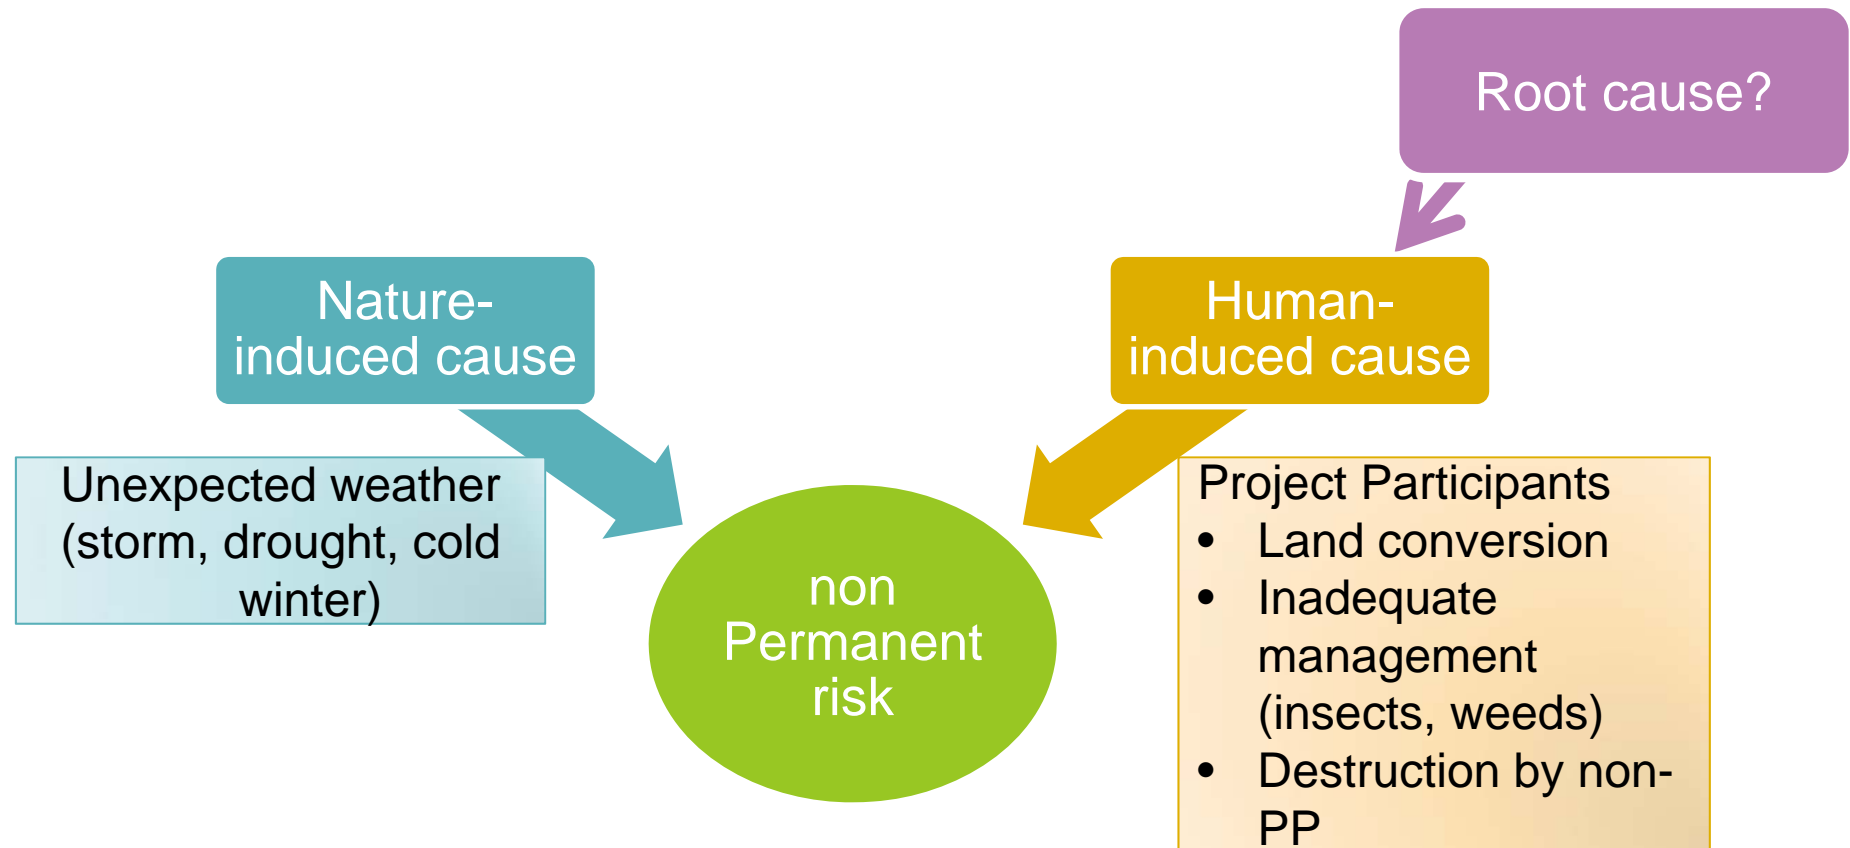 Root cause?
Nature-
induced cause
Human-
induced cause
Unexpected weather
(storm, drought, cold
winter)
non
Permanent
risk
Project Participants
• Land conversion
• Inadequate
management
(insects, weeds)
• Destruction by non-
PP